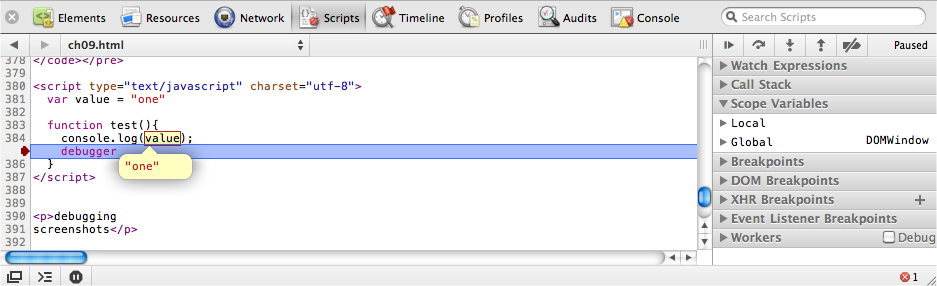 Elements Resources Network Scripts Timeline Profiles Audits Console Search Scripts
ch09.html Paused
378 </code></pre>
379
380 <script type="text/javascript" charset="utf-8">
381 var value = "one"
382
383 function test(){
384 console.log(value);
debugger
"one"
386 }
387 </script>
388
389
390 <p>debugging
391 screenshots</p>
392
Watch Expressions
Call Stack
Scope Variables
Local
Global DOMWindow
Breakpoints
DOM Breakpoints
XHR Breakpoints
Event Listener Breakpoints
Workers Debug
1